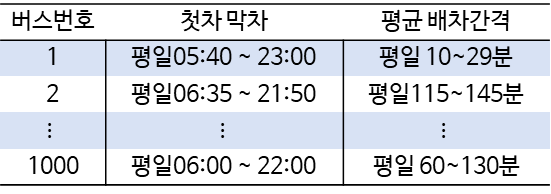 버스번호 첫차 막차 평균 배차간격
1 평일05:40 ~ 23:00 평일 10~29분
2 평일06:35 ~ 21:50 평일115~145분
⋮ ⋮ ⋮
1000 평일06:00 ~ 22:00 평일 60~130분